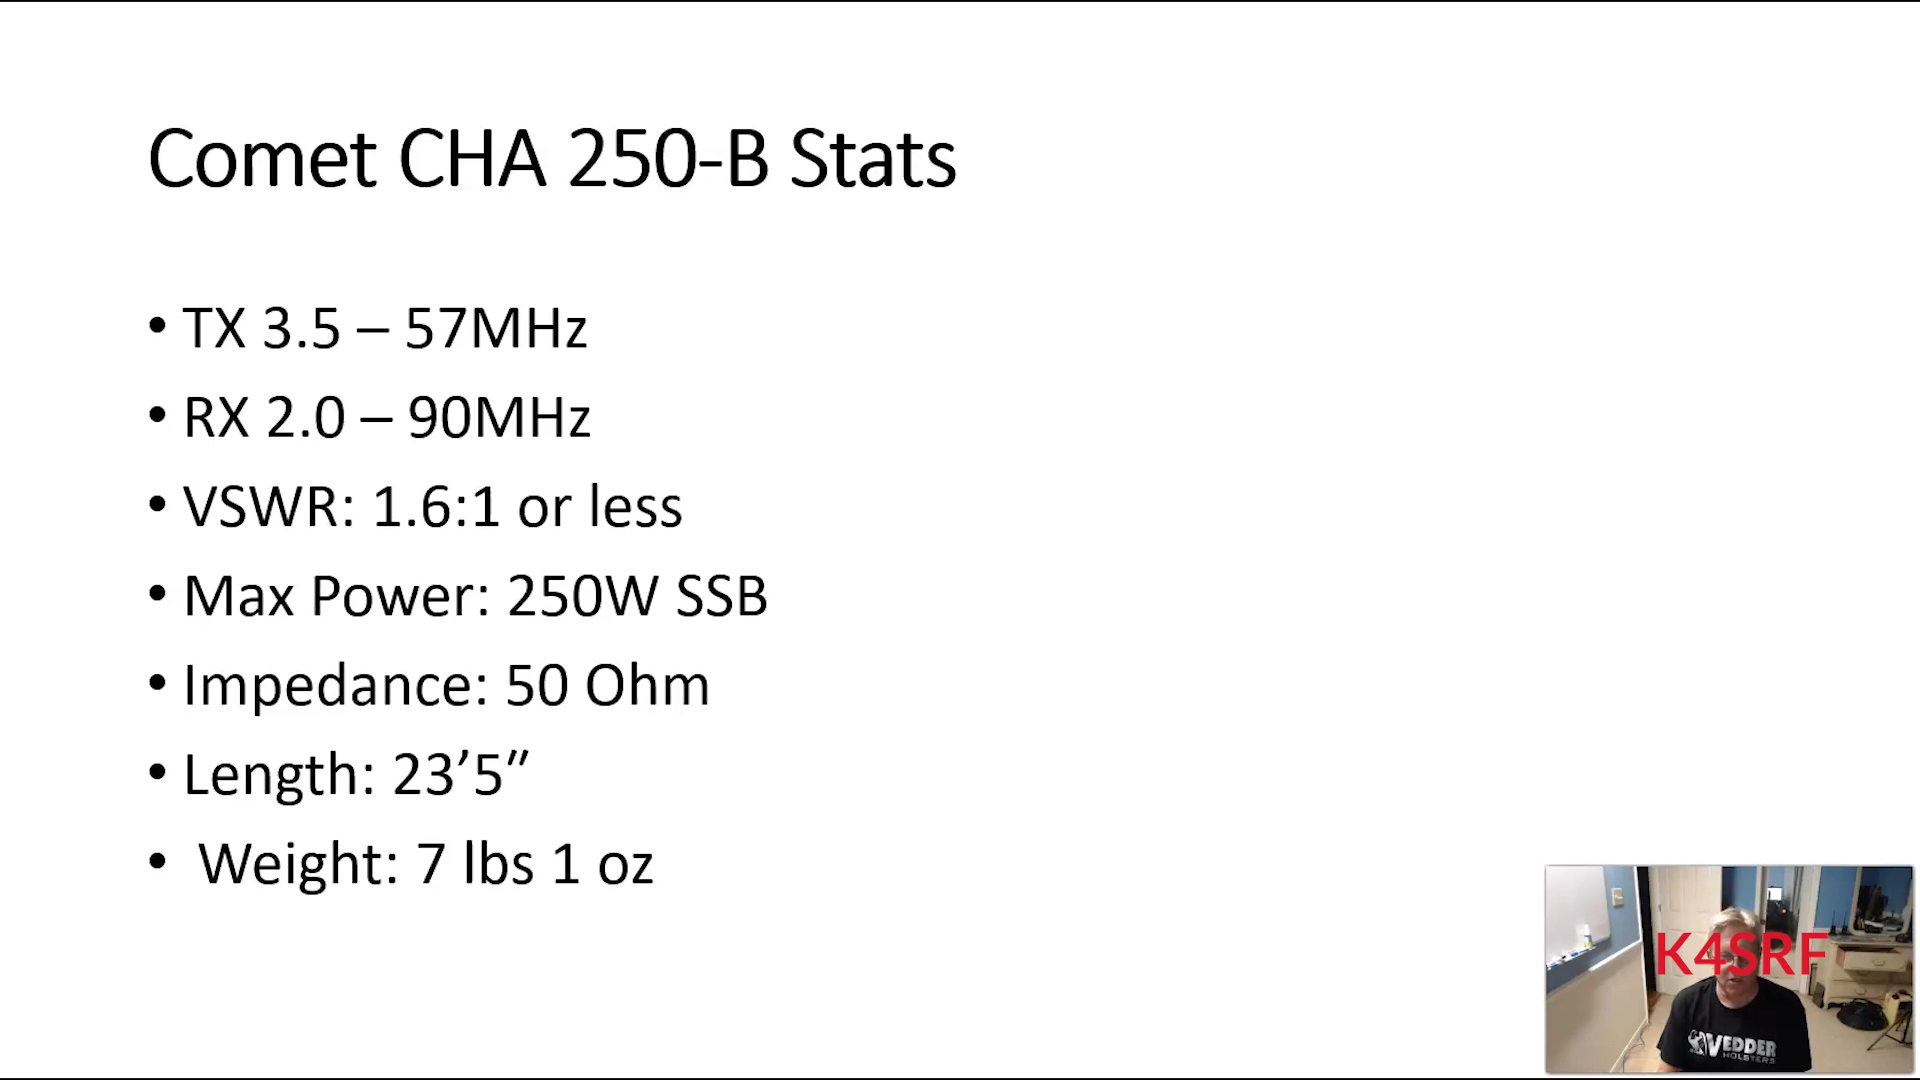 Comet CHA 250-B Stats
• TX 3.5 – 57MHz
• RX 2.0 – 90MHz
• VSWR: 1.6:1 or less
• Max Power: 250W SSB
• Impedance: 50 Ohm
• Length: 23’5”
• Weight: 7 lbs 1 oz
K4SRF
VEDDER
HOLSTERS